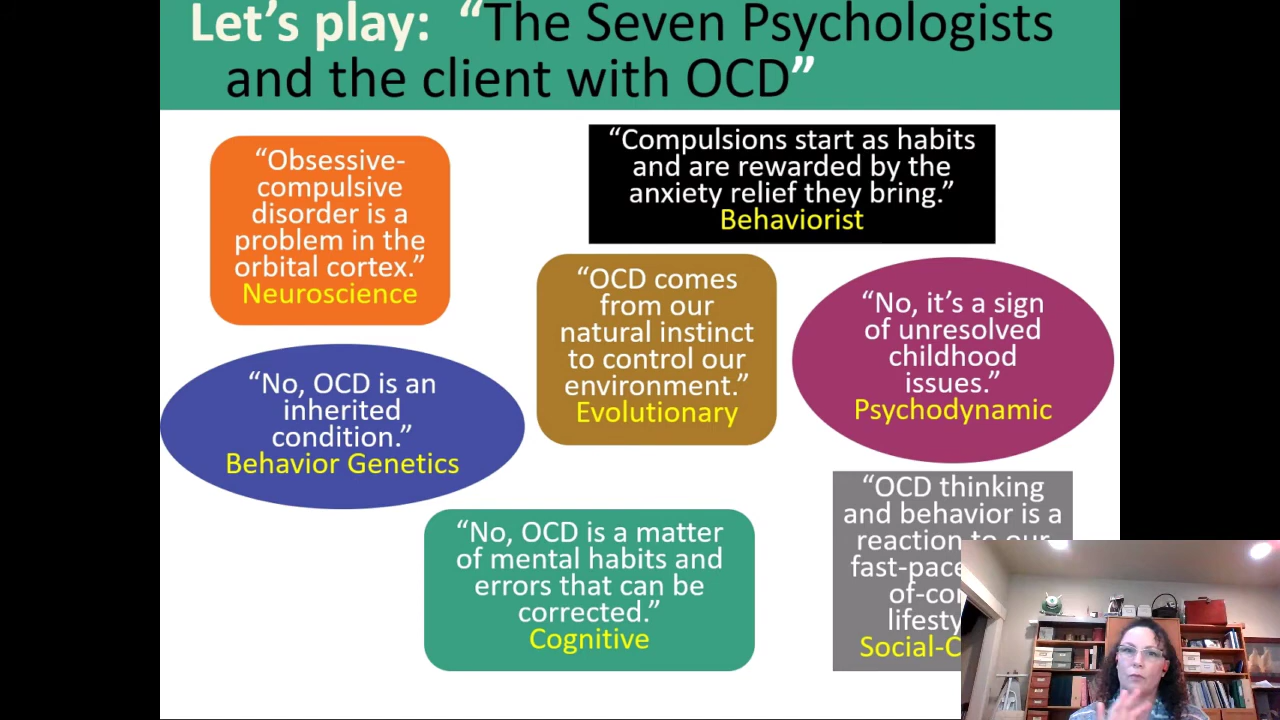 Let's play: “The Seven Psychologists
and the client with OCD”
“Obsessive-
compulsive
disorder is a
problem in the
orbital cortex.”
Neuroscience
“Compulsions start as habits
and are rewarded by the
anxiety relief they bring.”
Behaviorist
“OCD comes
from our
natural instinct
to control our
environment.”
Evolutionary
“No, it’s a sign
of unresolved
childhood
issues.”
Psychodynamic
“No, OCD is an
inherited
condition.”
Behavior Genetics
“No, OCD is a matter
of mental habits and
errors that can be
corrected.”
Cognitive
“OCD thinking
and behavior is a
reaction to our